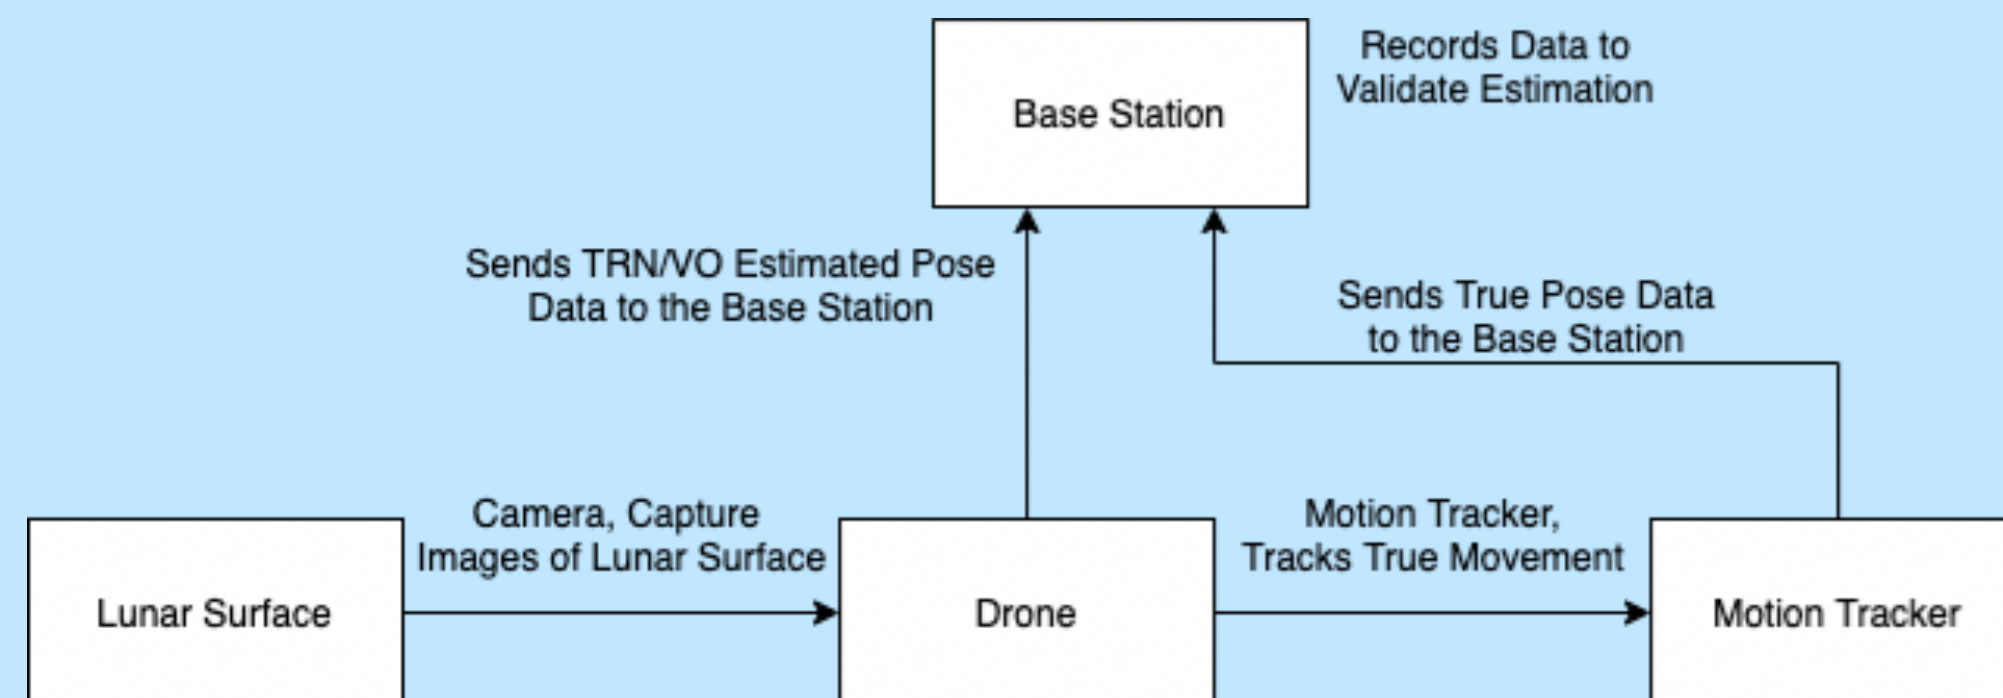 Base Station
Records Data to
Validate Estimation
Sends TRN/VO Estimated Pose
Data to the Base Station
Sends True Pose Data
to the Base Station
Camera, Capture
Images of Lunar Surface
Motion Tracker,
Tracks True Movement
Lunar Surface
Drone
Motion Tracker